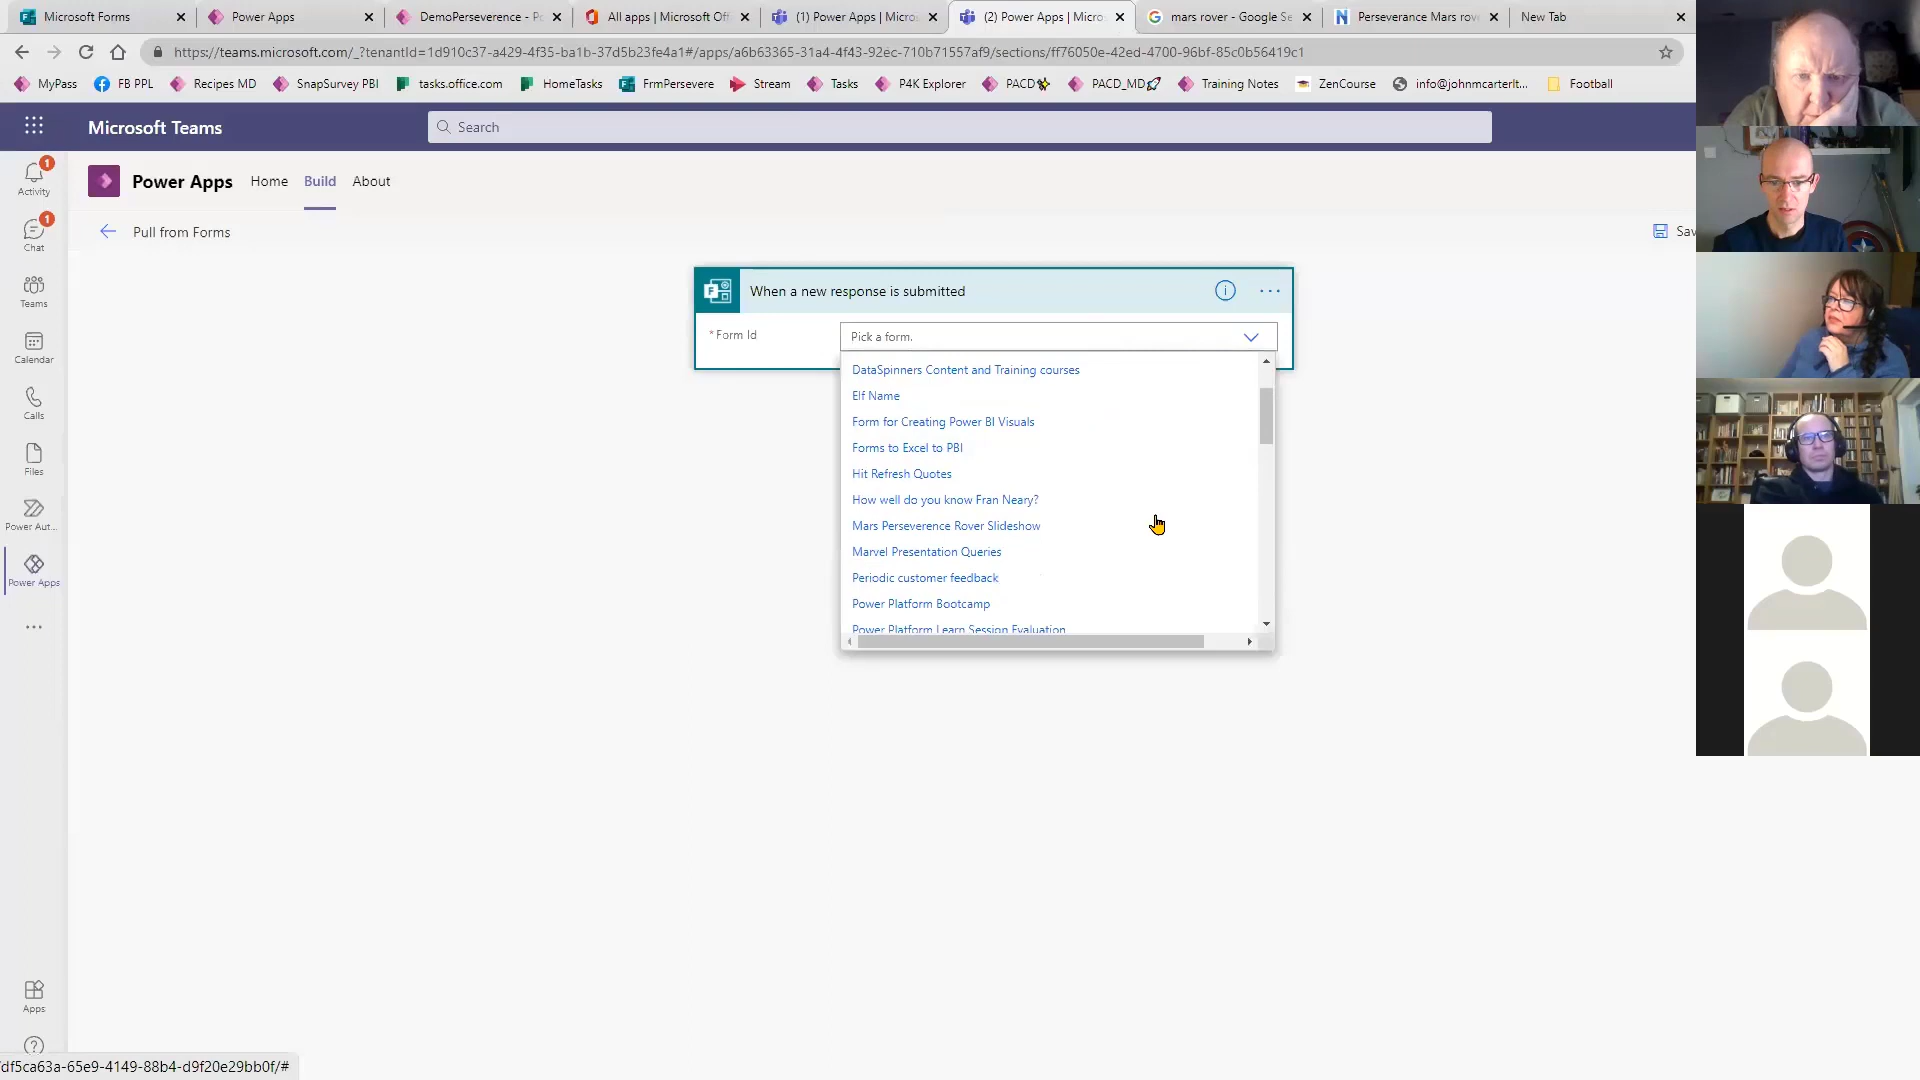 Microsoft Forms
Power Apps
DemoPerseverence - Po
All apps | Microsoft Off
(1) Power Apps | Micros
(2) Power Apps | Micros
mars rover - Google Se
Perseverance Mars rov
New Tab
https://teams.microsoft.com/_?tenantId=1d910c37-a429-4f35-ba1b-37d5b23fe4a1#/apps/a6b63365-31a4-4f43-92ec-710b71557af9/sections/ff76050e-42ed-4700-96bf-85c0b56419c1
MyPass
FB PPL
Recipes MD
SnapSurvey PBI
tasks.office.com
HomeTasks
FrmPersevere
Stream
Tasks
P4K Explorer
PACD✨
PACD_MD🚀
Training Notes
ZenCourse
info@johnmcarterlt...
Football
Microsoft Teams
Search
Power Apps
Home
Build
About
Pull from Forms
Sav
1
Activity
1
Chat
Teams
Calendar
Calls
Files
Power Aut...
Power Apps
Apps
When a new response is submitted
* Form Id
Pick a form.
DataSpinners Content and Training courses
Elf Name
Form for Creating Power BI Visuals
Forms to Excel to PBI
Hit Refresh Quotes
How well do you know Fran Neary?
Mars Perseverence Rover Slideshow
Marvel Presentation Queries
Periodic customer feedback
Power Platform Bootcamp
Power Platform Learn Session Evaluation
df5ca63a-65e9-4149-88b4-d9f20e29bb0f/#